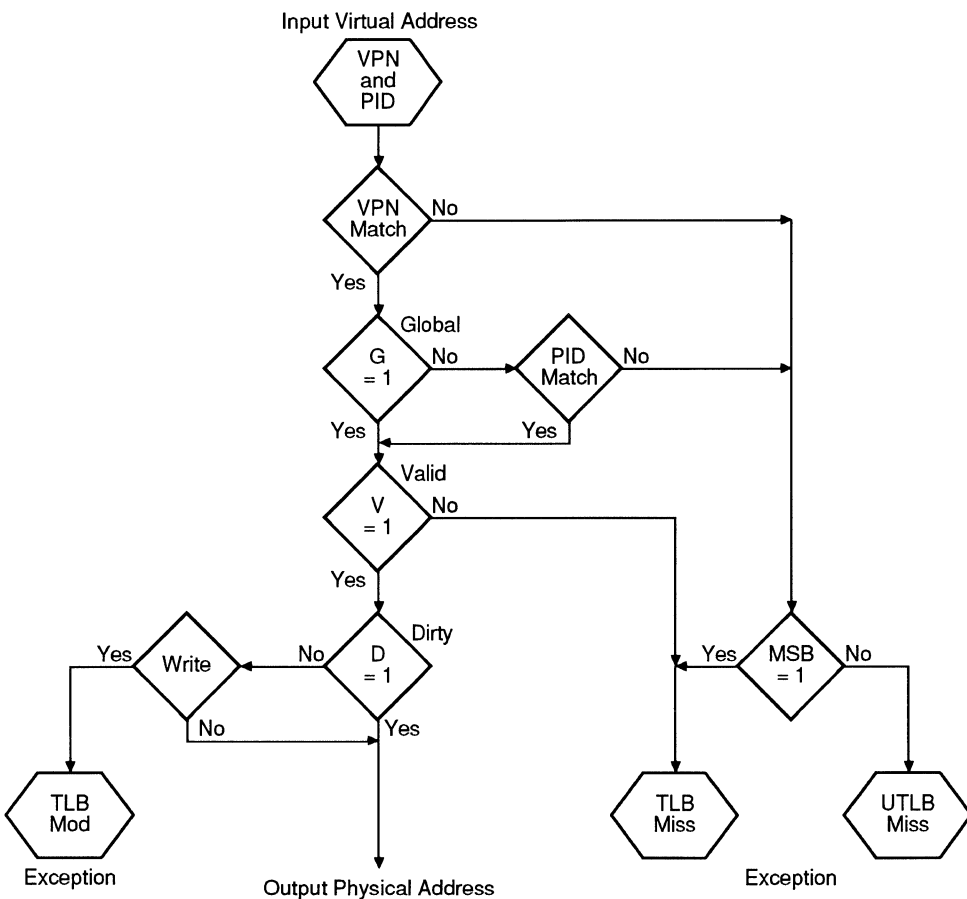 Input Virtual Address
VPN
and
PID
VPN
Match
No
Yes
Global
G
= 1
No
PID
Match
No
Yes
Yes
Valid
V
= 1
No
Yes
Dirty
D
= 1
No
Write
Yes
No
Yes
MSB
= 1
Yes
No
TLB
Mod
TLB
Miss
UTLB
Miss
Exception
Output Physical Address
Exception